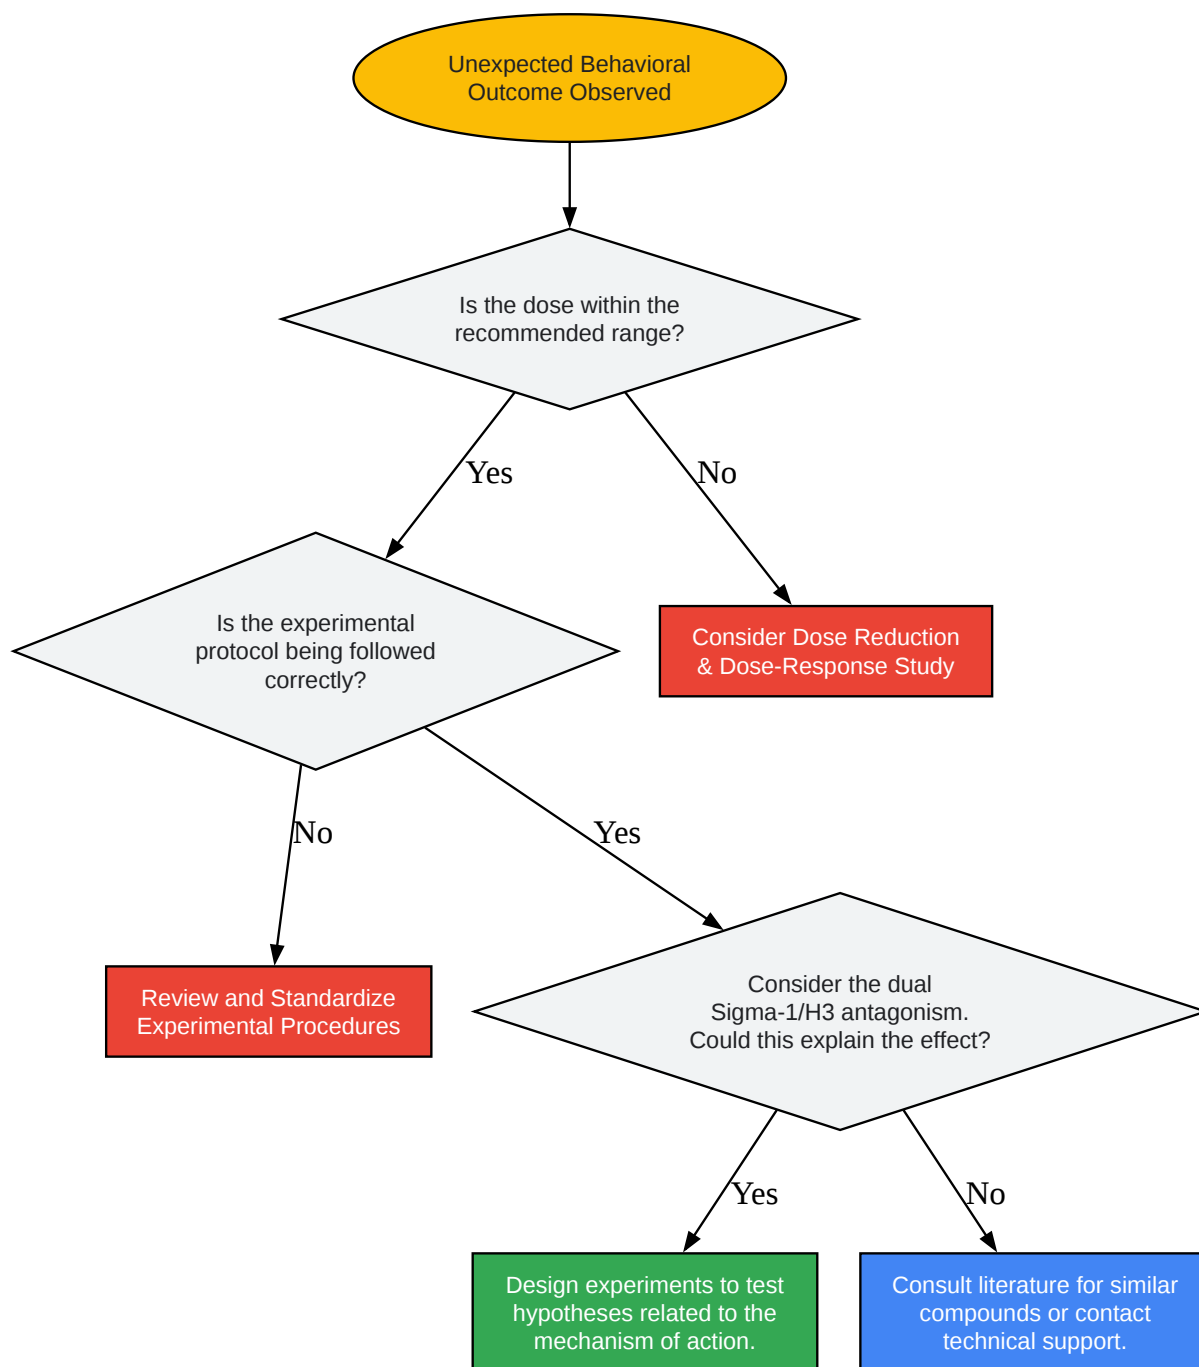 Unexpected Behavioral
Outcome Observed
Is the dose within the
recommended range?
Yes
No
Is the experimental
protocol being followed
correctly?
Consider Dose Reduction
& Dose-Response Study
No
Yes
Review and Standardize
Experimental Procedures
Consider the dual
Sigma-1/H3 antagonism.
Could this explain the effect?
Yes
No
Design experiments to test
hypotheses related to the
mechanism of action.
Consult literature for similar
compounds or contact
technical support.